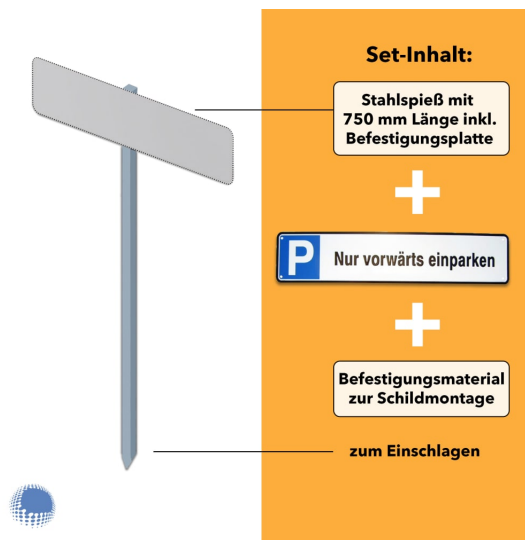 Set-Inhalt:
Stahlspieß mit
750 mm Länge inkl.
Befestigungsplatte
P
Nur vorwärts einparken
Befestigungsmaterial
zur Schildmontage
zum Einschlagen